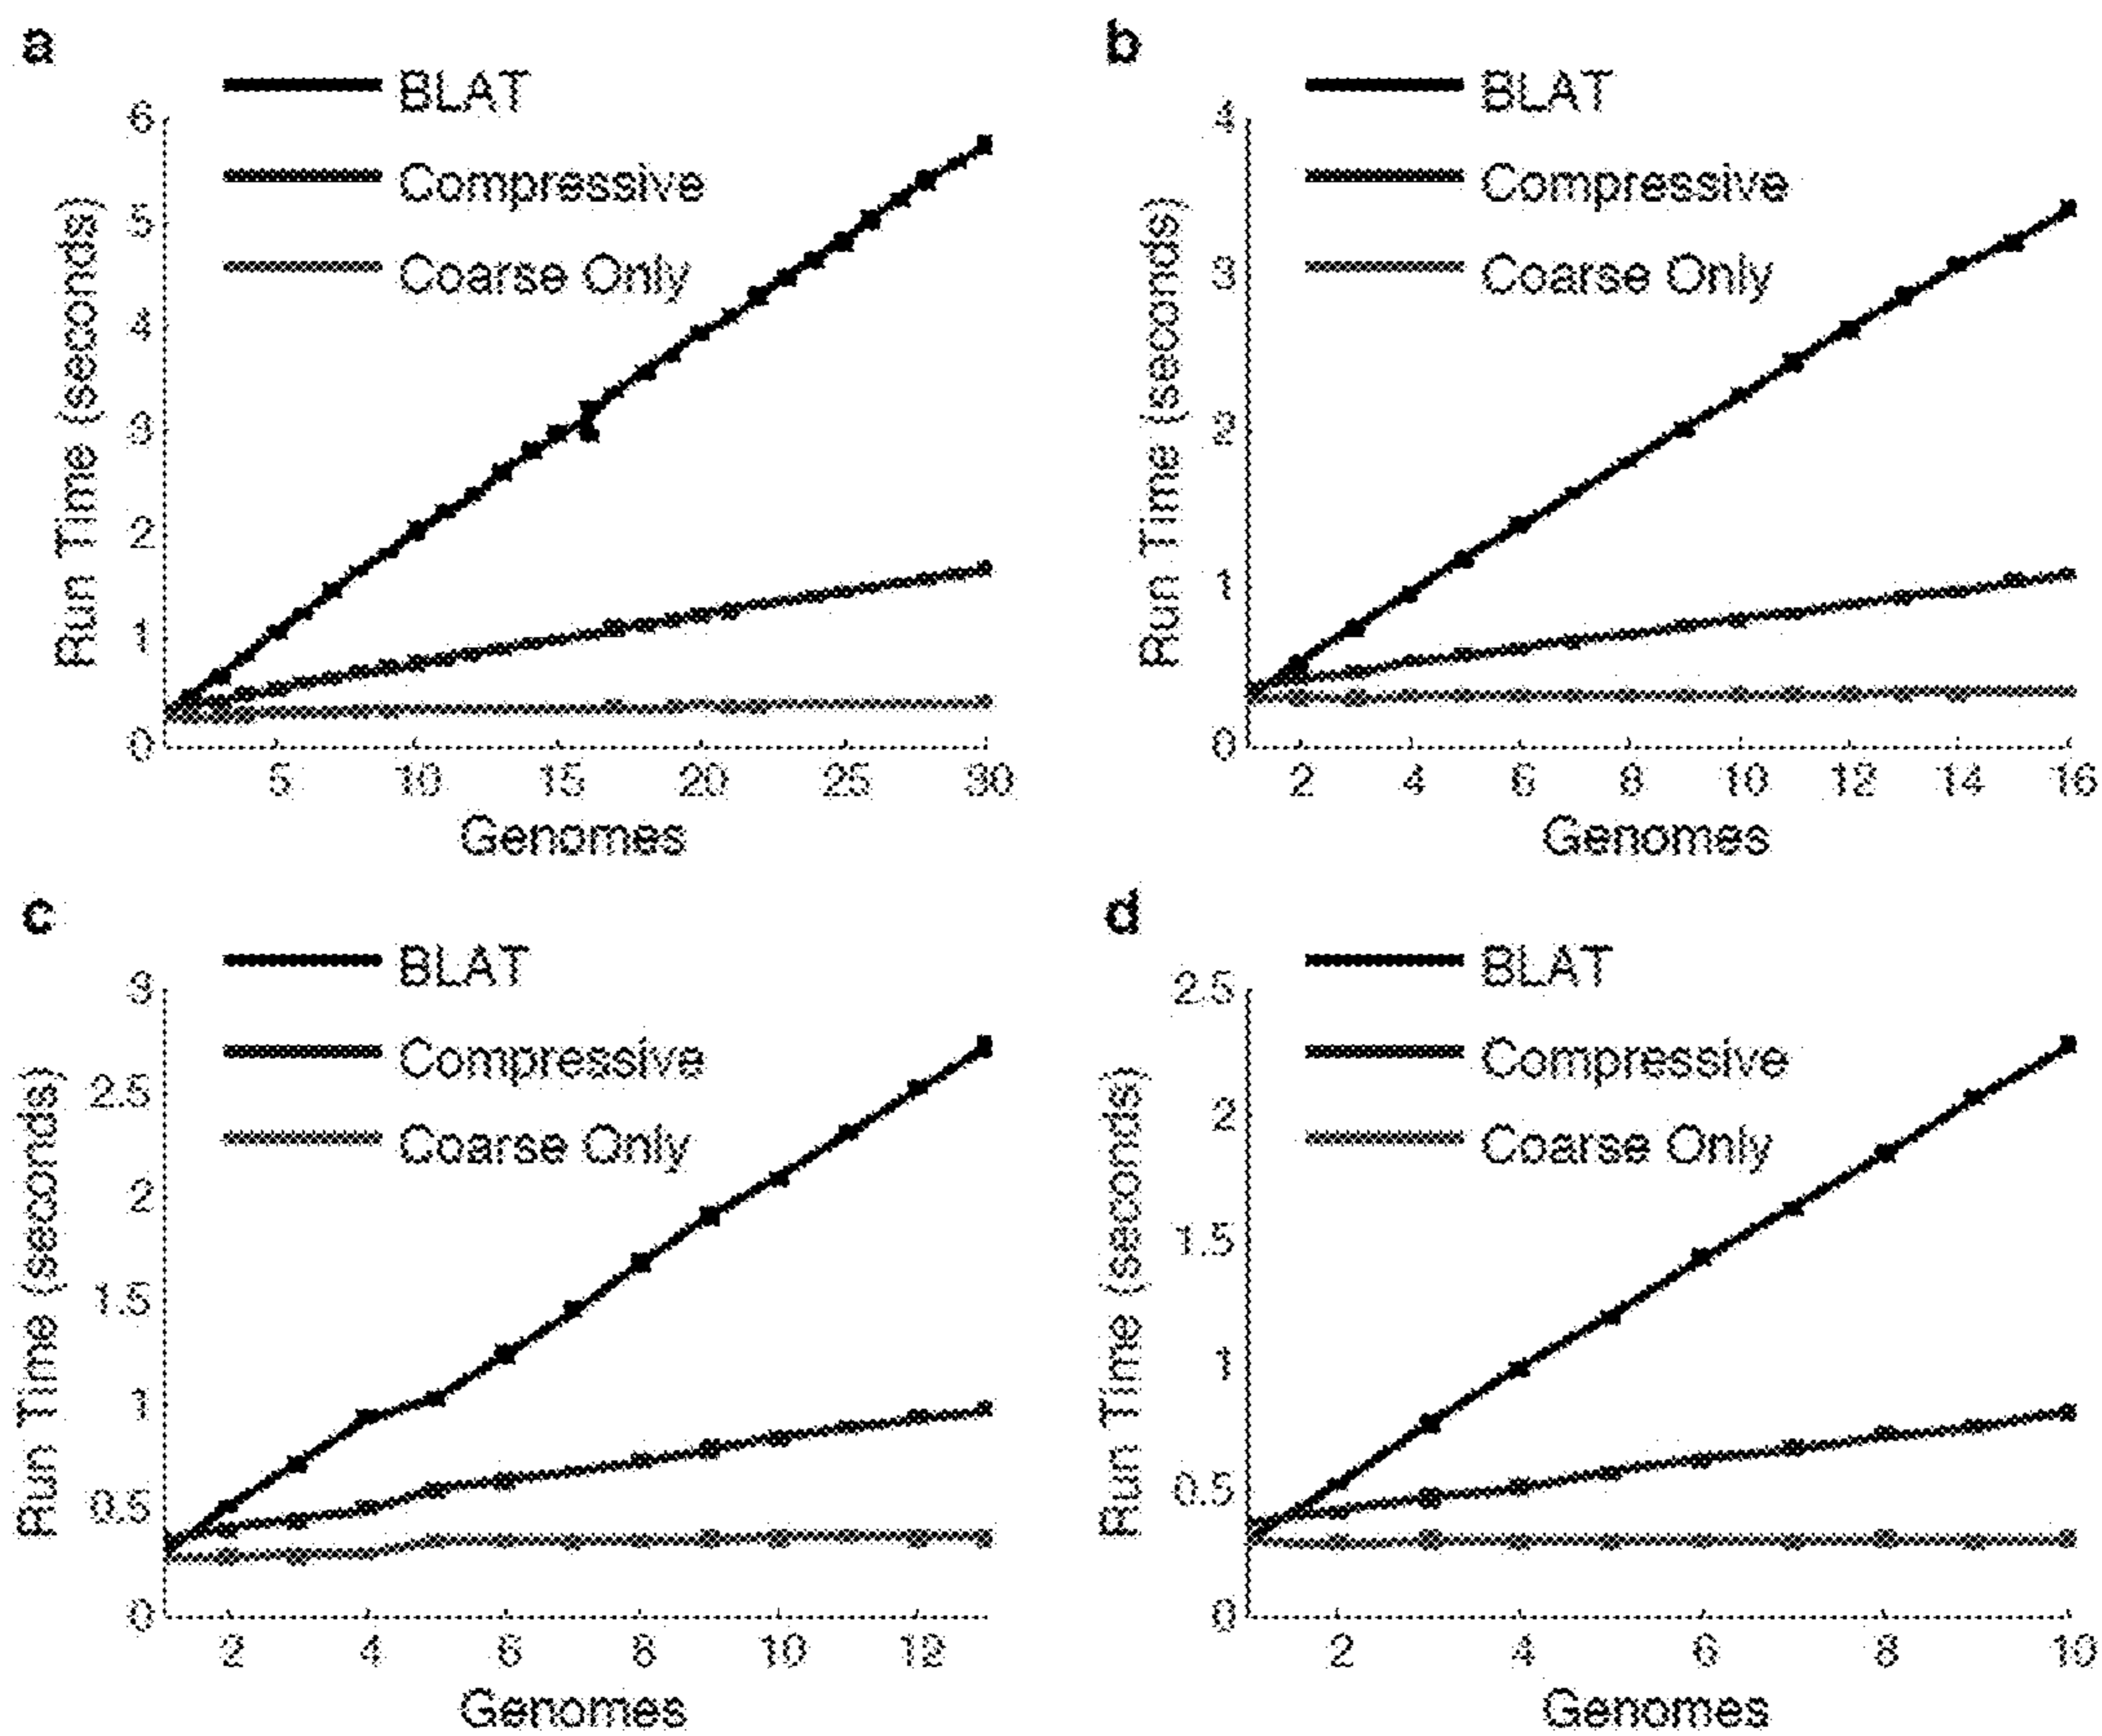 a
BLAT
Compressive
Coarse Only
6
5
4
3
2
1
0
Run Time (seconds)
5 10 15 20 25 30
Genomes
b
BLAT
Compressive
Coarse Only
4
3
2
1
0
Run Time (seconds)
2 4 6 8 10 12 14 16
Genomes
c
BLAT
Compressive
Coarse Only
3
2.5
2
1.5
1
0.5
0
Run Time (seconds)
2 4 6 8 10 12
Genomes
d
BLAT
Compressive
Coarse Only
2.5
2
1.5
1
0.5
0
Run Time (seconds)
2 4 6 8 10
Genomes